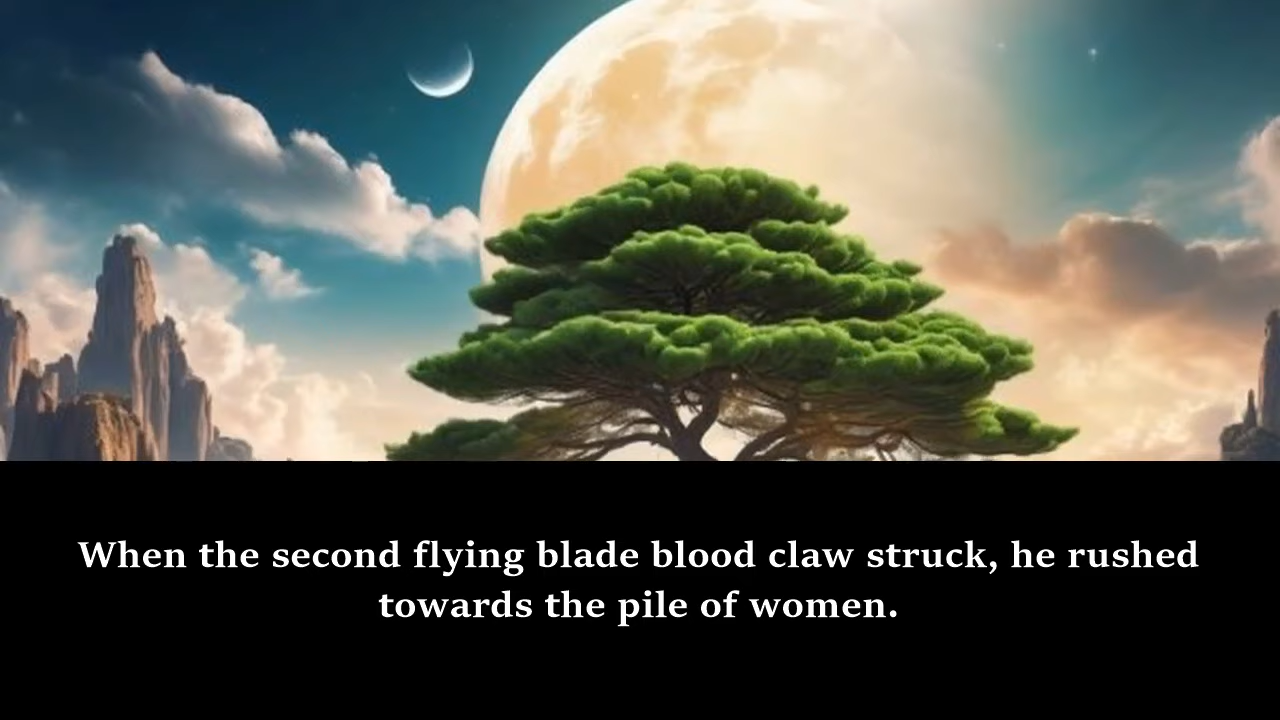 When the second flying blade blood claw struck, he rushed
towards the pile of women.